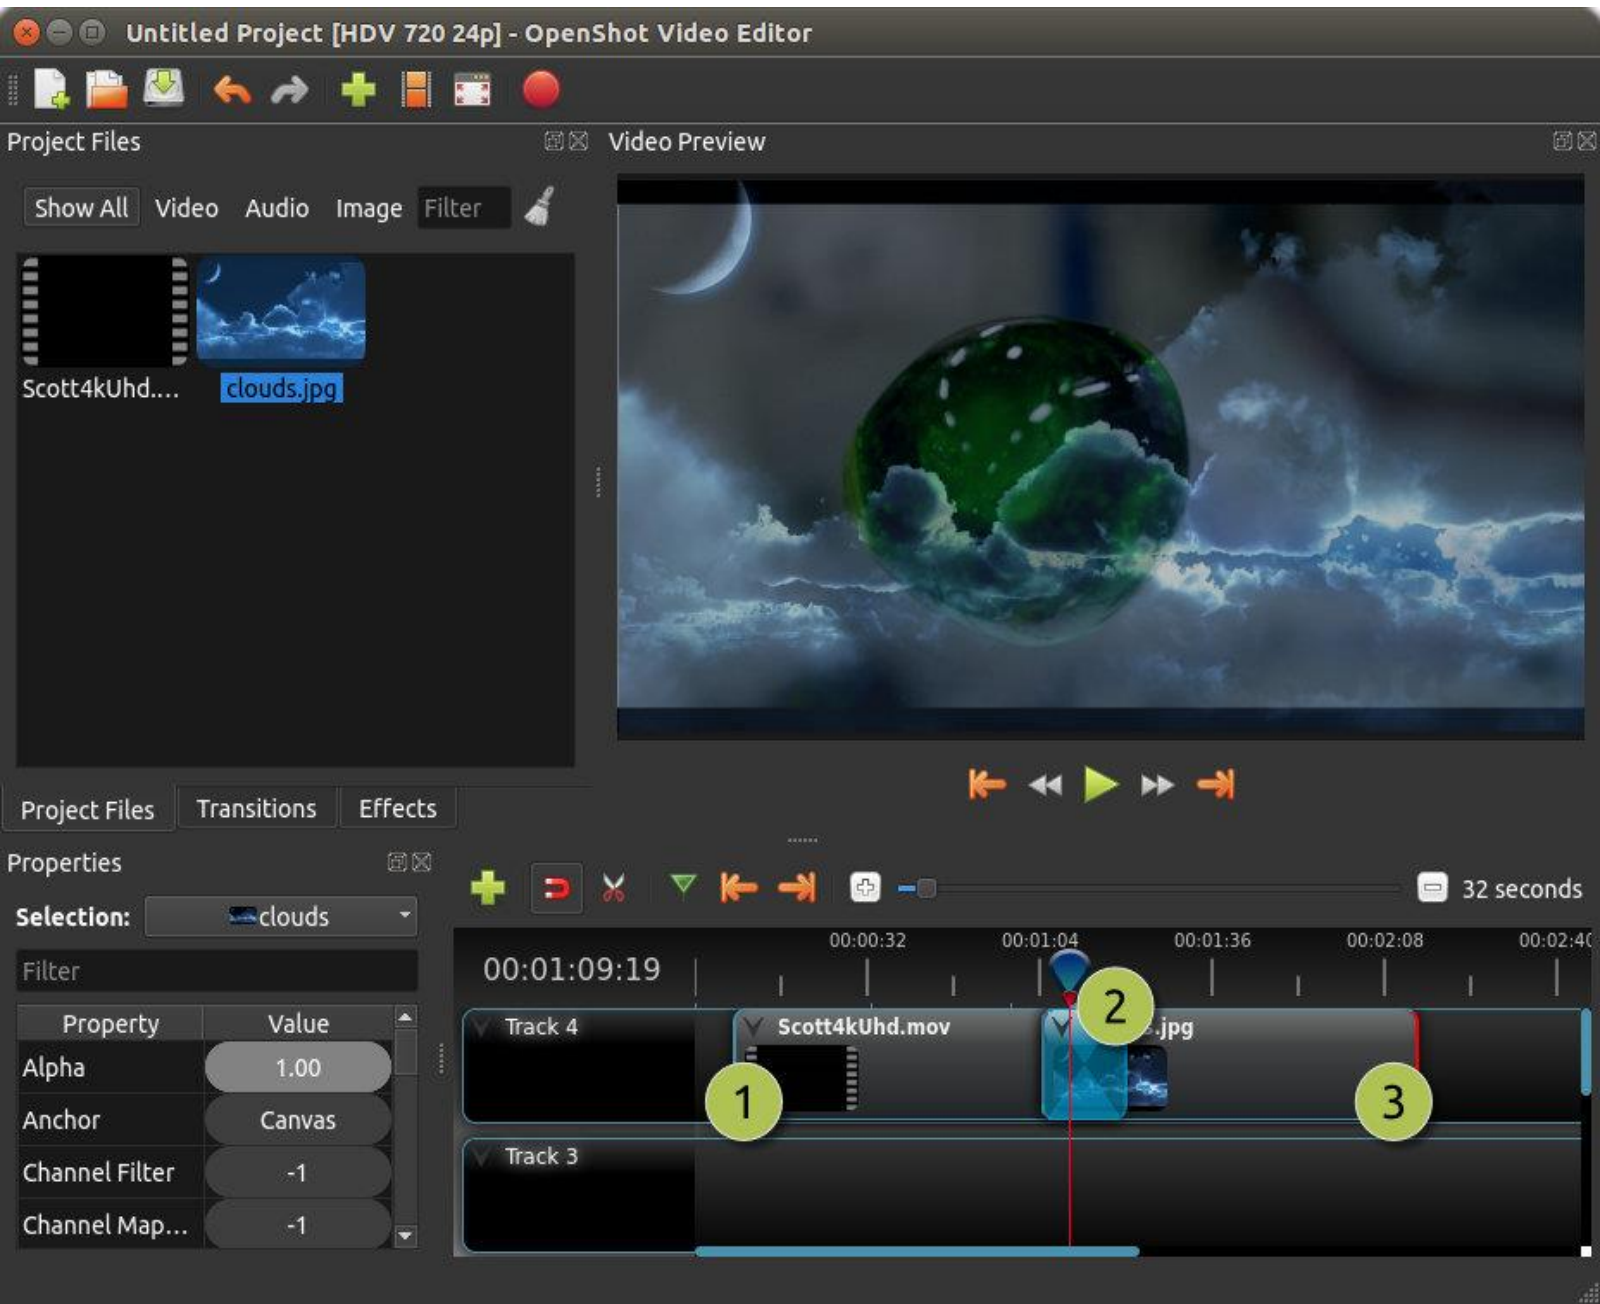 Untitled Project [HDV 720 24p] - OpenShot Video Editor
Project Files
Video Preview
Show All Video Audio Image Filter
Scott4kUhd....
clouds.jpg
Project Files Transitions Effects
Properties
Selection: clouds
Filter
Property Value
Alpha 1.00
Anchor Canvas
Channel Filter -1
Channel Map... -1
32 seconds
00:00:32 00:01:04 00:01:36 00:02:08 00:02:40
00:01:09:19
Track 4
Scott4kUhd.mov
.jpg
1
2
3
Track 3